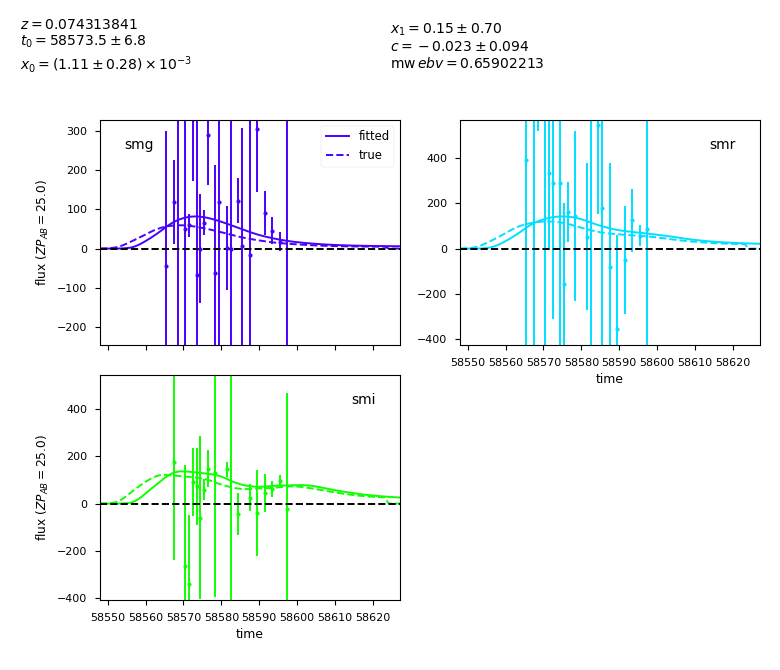 z = 0.074313841
t₀ = 58573.5 ± 6.8
x₀ = (1.11 ± 0.28) × 10⁻³
x₁ = 0.15 ± 0.70
c = −0.023 ± 0.094
mw ebv = 0.65902213
smg
fitted
true
300
200
100
0
−100
−200
flux (ZP_AB = 25.0)
smr
400
200
0
−200
−400
58550 58560 58570 58580 58590 58600 58610 58620
time
smi
400
200
0
−200
−400
flux (ZP_AB = 25.0)
58550 58560 58570 58580 58590 58600 58610 58620
time